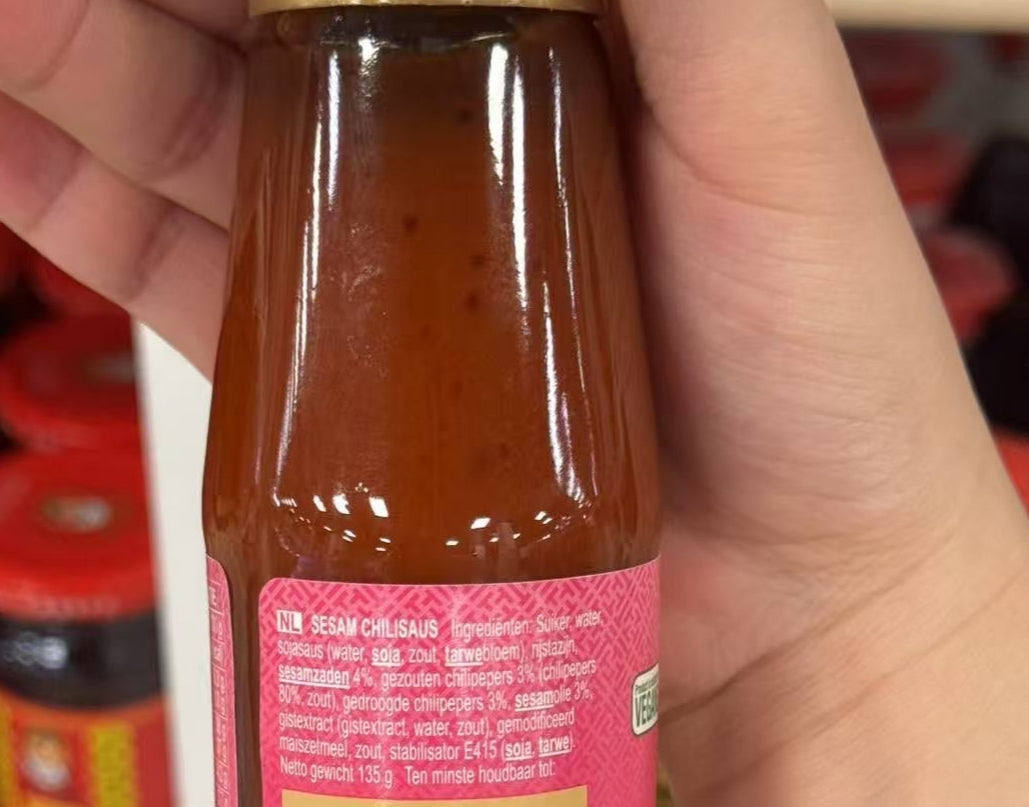 NL SESAM CHILISAUS Ingrediënten: Suiker, water,
sojasaus (water, soja, zout, tarwebloem), rijstazijn,
sesamzaden 4%, gezouten chilipepers 3% (chilipepers
80%, zout), gedroogde chilipepers 3%, sesamolie 3%,
gistextract (gistextract, water, zout), gemodificeerd
maïszetmeel, zout, stabilisator E415 (soja, tarwe).
Netto gewicht 135 g Ten minste houdbaar tot: